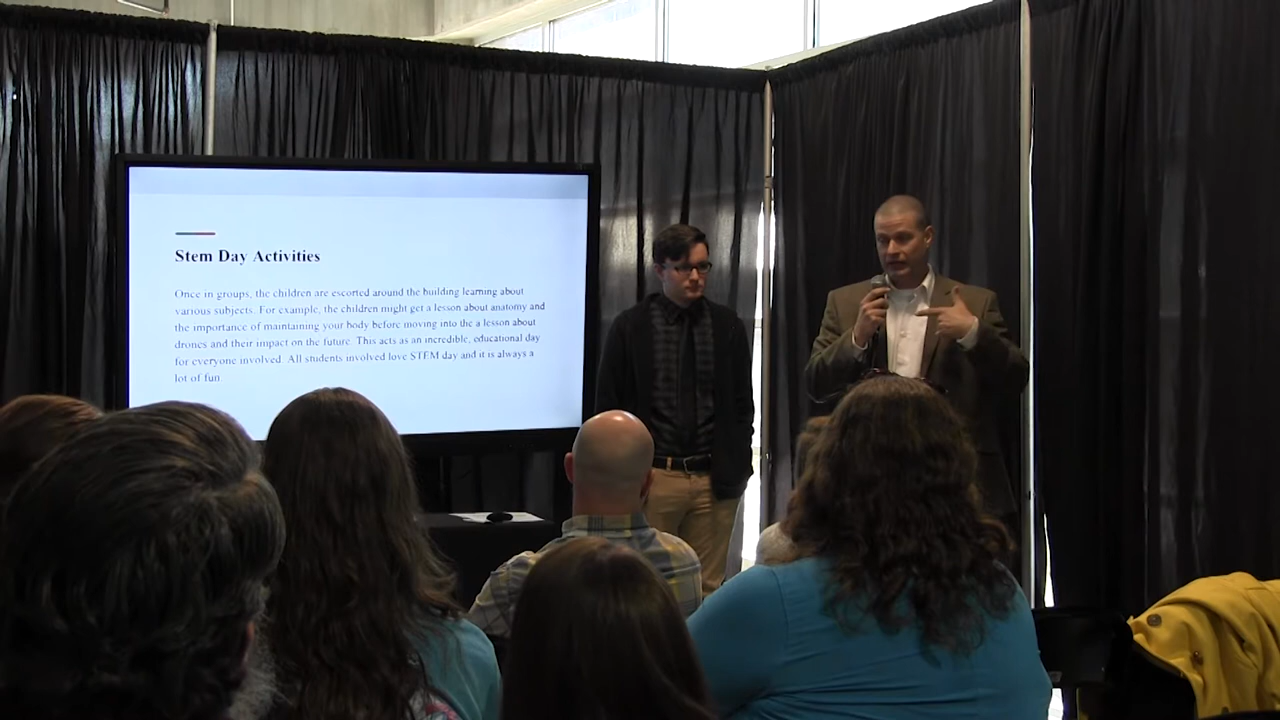 Stem Day Activities
Once in groups, the children are escorted around the building learning about
various subjects. For example, the children might get a lesson about anatomy and
the importance of maintaining your body before moving into the a lesson about
drones and their impact on the future. This acts as an incredible, educational day
for everyone involved. All students involved love STEM day and it is always a
lot of fun.